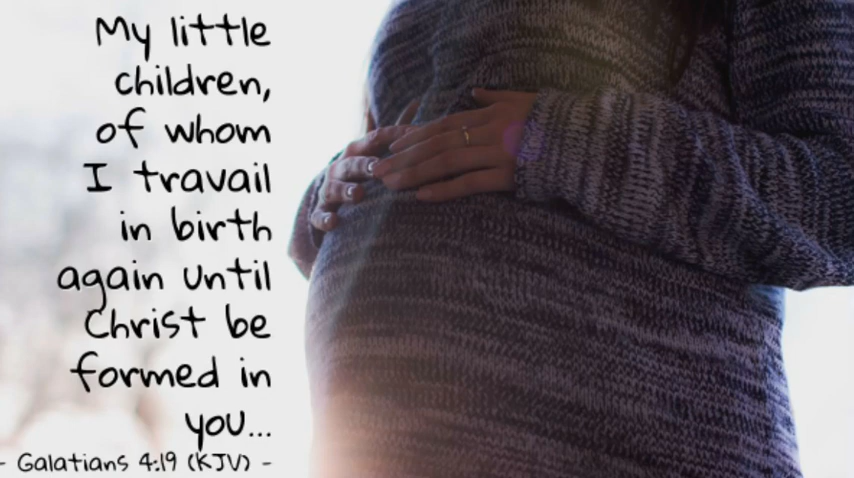 My little
children,
of whom
I travail
in birth
again until
Christ be
formed in
you...
- Galatians 4:19 (KJV) -